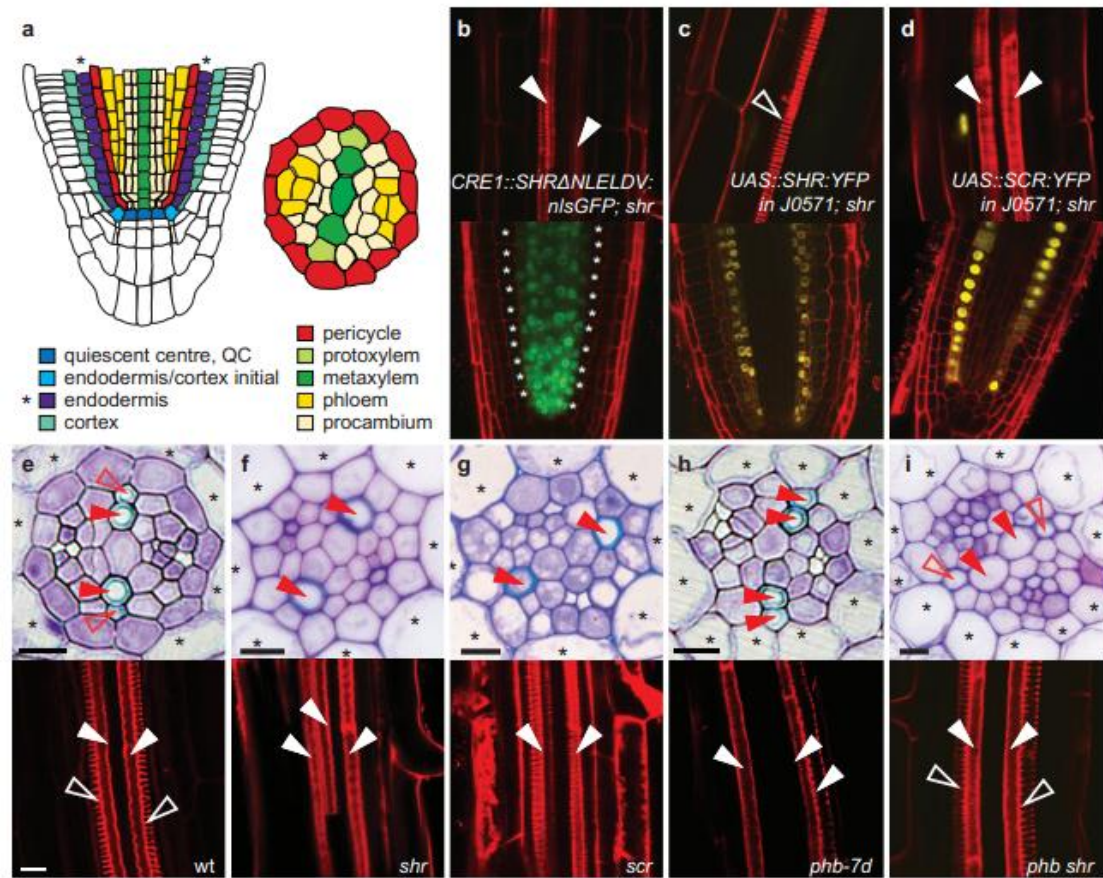 a
* *
quiescent centre, QC
endodermis/cortex initial
* endodermis
cortex
pericycle
protoxylem
metaxylem
phloem
procambium
b
CRE1::SHRΔNLELDV:
nlsGFP; shr
c
UAS::SHR:YFP
in J0571; shr
d
UAS::SCR:YFP
in J0571; shr
e
wt
f
shr
g
scr
h
phb-7d
i
phb shr